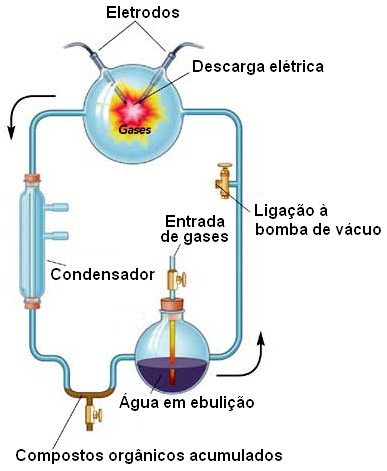 Eletrodos
Descarga elétrica
Gases
Ligação à
bomba de vácuo
Entrada
de gases
Condensador
Água em ebulição
Compostos orgânicos acumulados